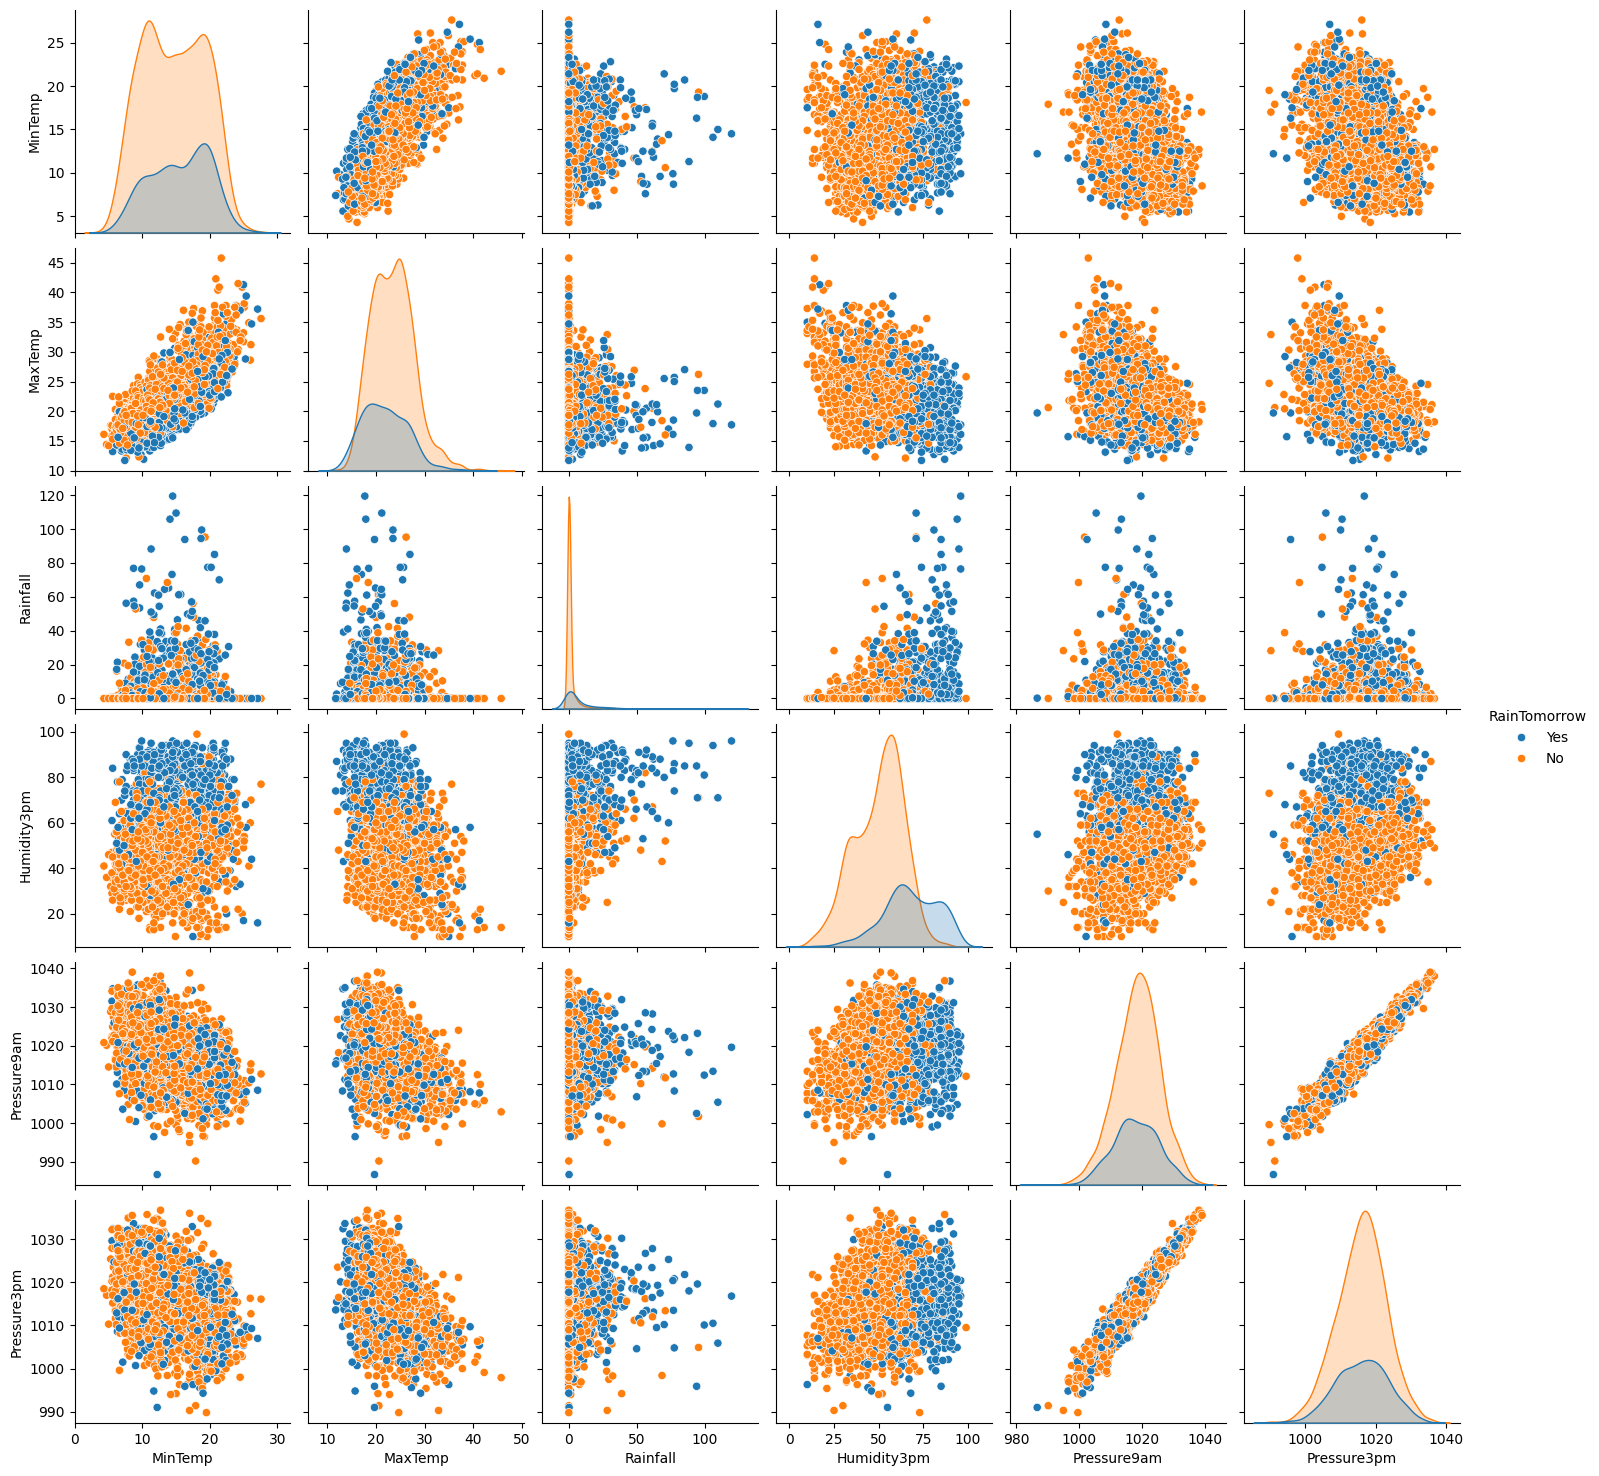 25
20
15
10
5
MinTemp
45
40
35
30
25
20
15
10
MaxTemp
120
100
80
60
40
20
0
Rainfall
RainTomorrow
Yes
No
100
80
60
40
20
Humidity3pm
1040
1030
1020
1010
1000
990
Pressure9am
1030
1020
1010
1000
990
Pressure3pm
0 10 20 30
10 20 30 40 50
0 50 100
0 25 50 75 100
980 1000 1020 1040
1000 1020 1040
MinTemp MaxTemp Rainfall Humidity3pm Pressure9am Pressure3pm